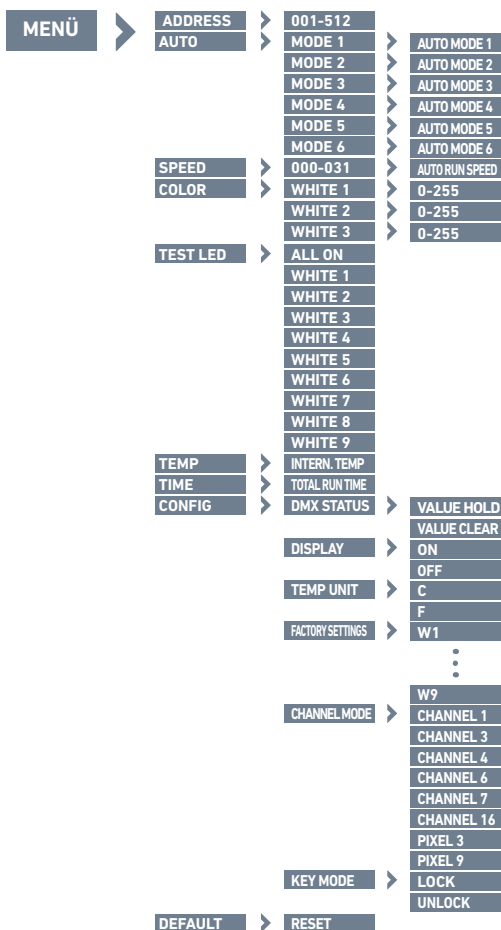 MENÜ
ADDRESS 001-512
AUTO MODE 1 AUTO MODE 1
MODE 2 AUTO MODE 2
MODE 3 AUTO MODE 3
MODE 4 AUTO MODE 4
MODE 5 AUTO MODE 5
MODE 6 AUTO MODE 6
SPEED 000-031 AUTO RUN SPEED
COLOR WHITE 1 0-255
WHITE 2 0-255
WHITE 3 0-255
TEST LED ALL ON
WHITE 1
WHITE 2
WHITE 3
WHITE 4
WHITE 5
WHITE 6
WHITE 7
WHITE 8
WHITE 9
TEMP INTERN. TEMP
TIME TOTAL RUN TIME
CONFIG DMX STATUS VALUE HOLD
VALUE CLEAR
DISPLAY ON
OFF
TEMP UNIT C
F
FACTORY SETTINGS W1
W9
CHANNEL MODE CHANNEL 1
CHANNEL 3
CHANNEL 4
CHANNEL 6
CHANNEL 7
CHANNEL 16
PIXEL 3
PIXEL 9
KEY MODE LOCK
UNLOCK
DEFAULT RESET